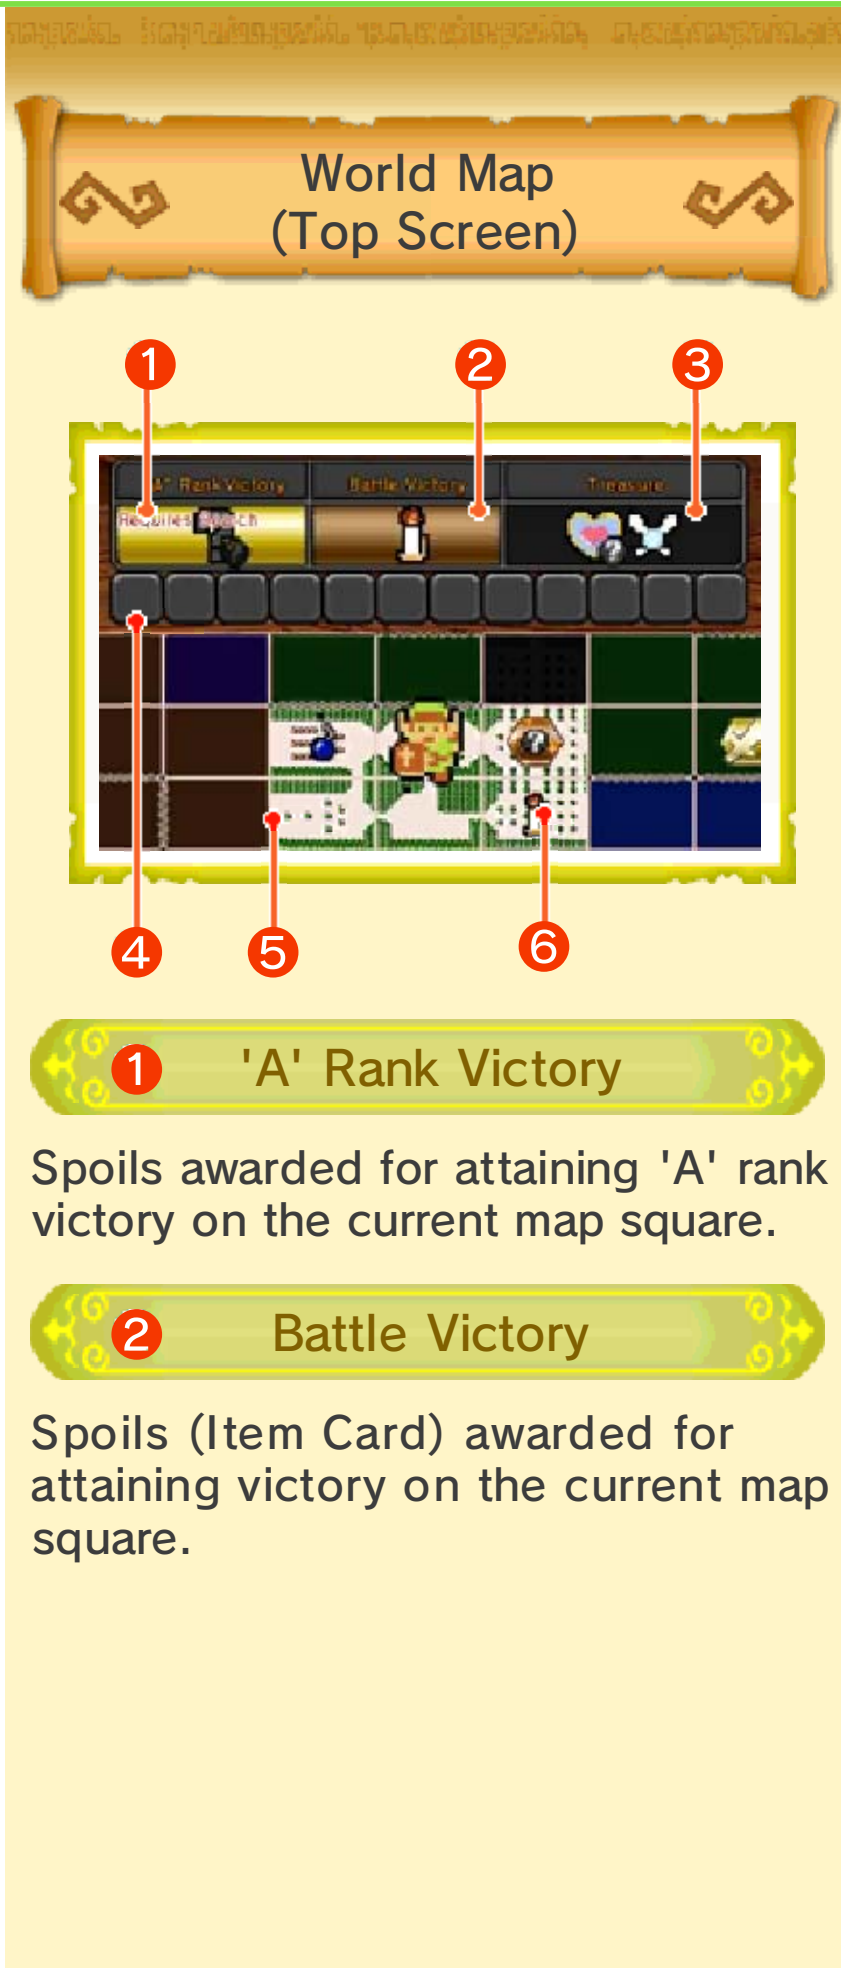 World Map
(Top Screen)
1
2
3
'A' Rank Victory
Battle Victory
Treasure
Requires Search
4
5
6
1 'A' Rank Victory
Spoils awarded for attaining 'A' rank
victory on the current map square.
2 Battle Victory
Spoils (Item Card) awarded for
attaining victory on the current map
square.